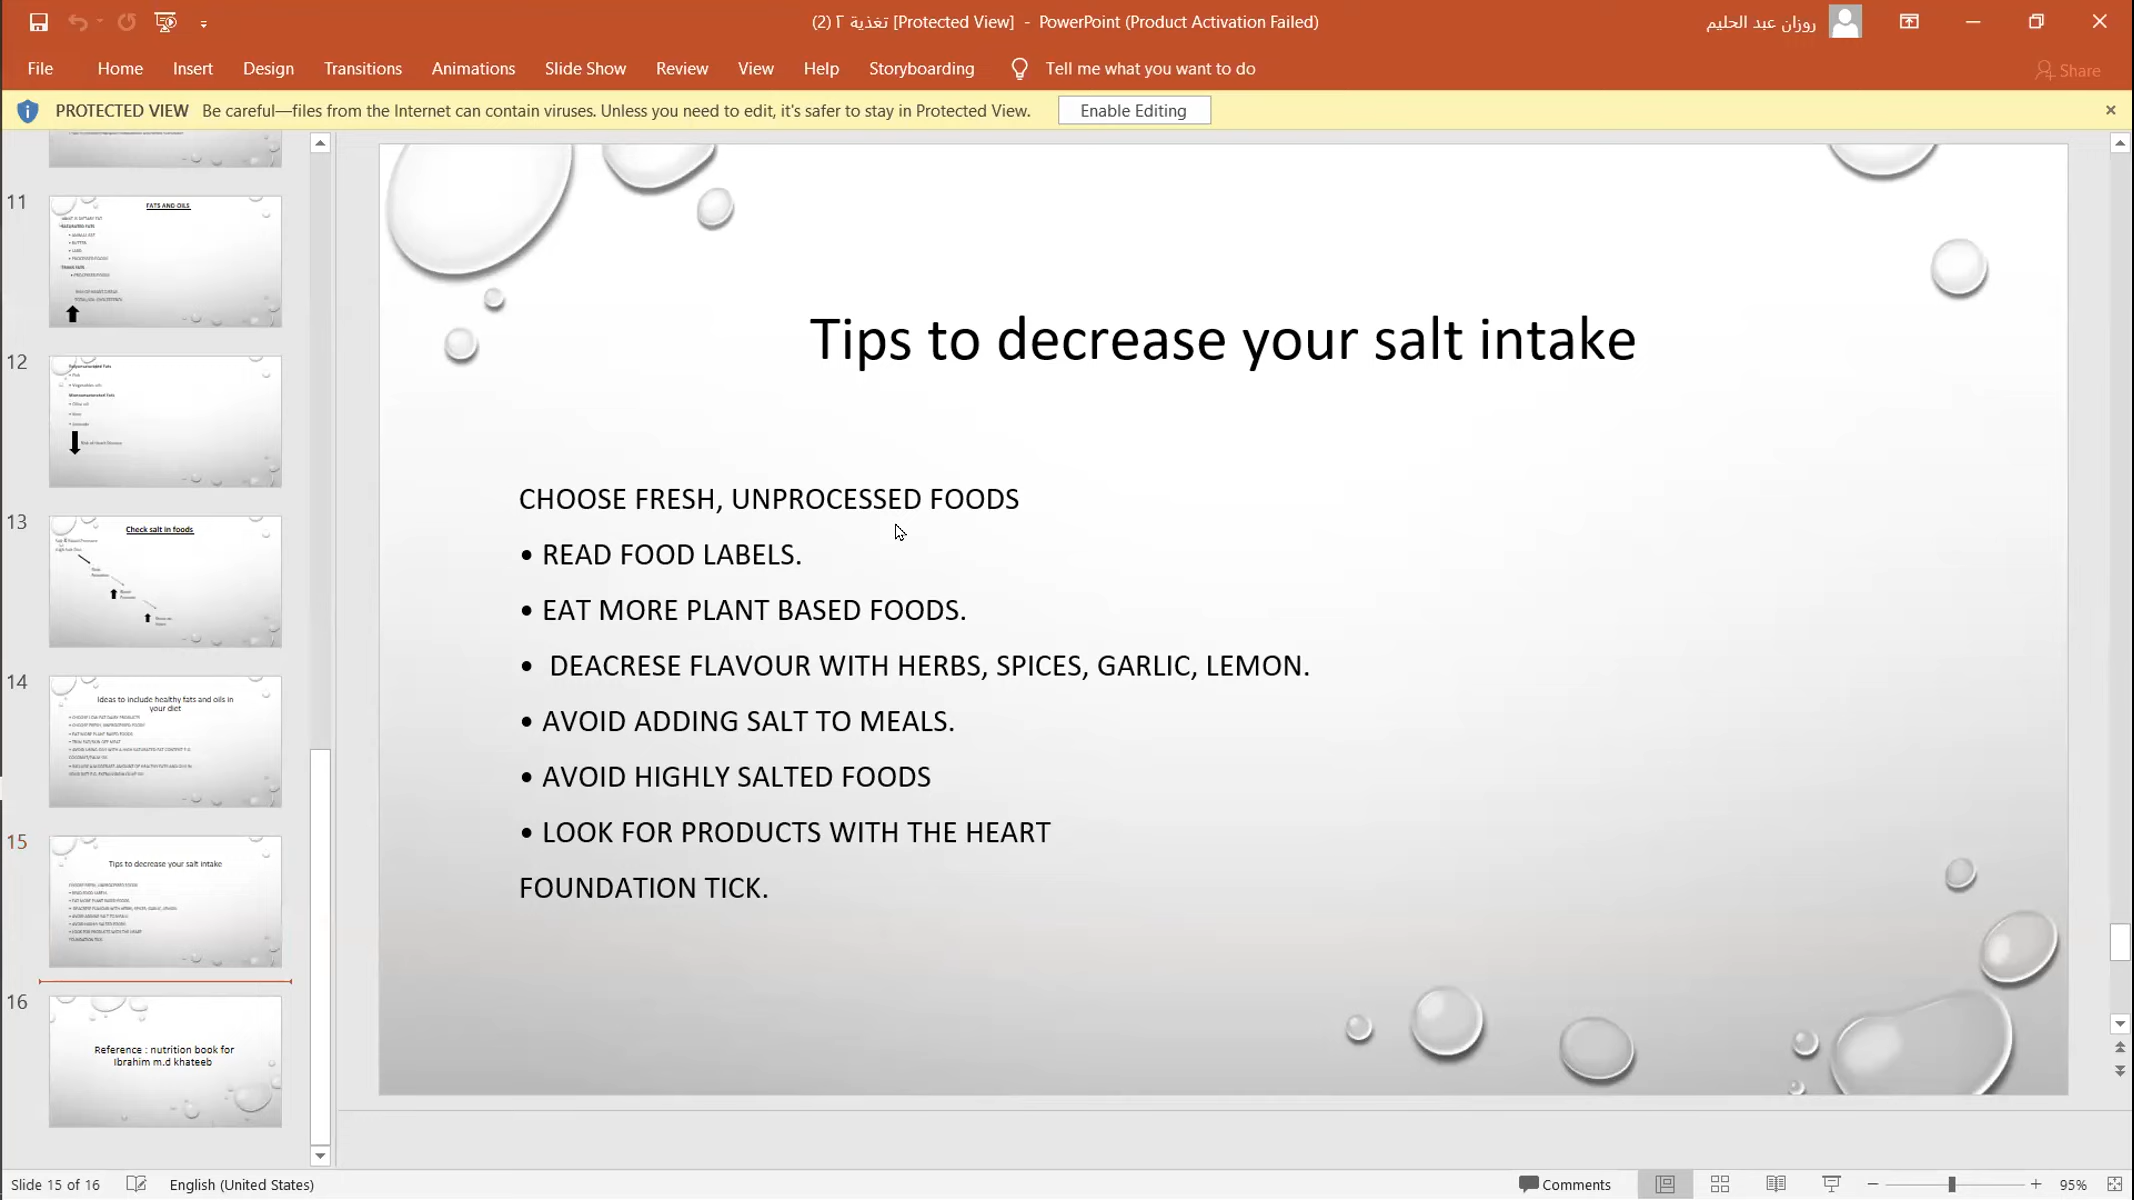 تغذية ٢ (2) [Protected View] - PowerPoint (Product Activation Failed)
روزان عبد الحليم
File Home Insert Design Transitions Animations Slide Show Review View Help Storyboarding Tell me what you want to do Share
PROTECTED VIEW Be careful—files from the Internet can contain viruses. Unless you need to edit, it's safer to stay in Protected View. Enable Editing
11
FATS AND OILS
12
13
Check salt in foods
14
Ideas to include healthy fats and oils in
your diet
15
Tips to decrease your salt intake
16
Reference : nutrition book for
Ibrahim m.d khateeb
Tips to decrease your salt intake
CHOOSE FRESH, UNPROCESSED FOODS
• READ FOOD LABELS.
• EAT MORE PLANT BASED FOODS.
• DEACRESE FLAVOUR WITH HERBS, SPICES, GARLIC, LEMON.
• AVOID ADDING SALT TO MEALS.
• AVOID HIGHLY SALTED FOODS
• LOOK FOR PRODUCTS WITH THE HEART
FOUNDATION TICK.
Slide 15 of 16 English (United States) Comments 95%